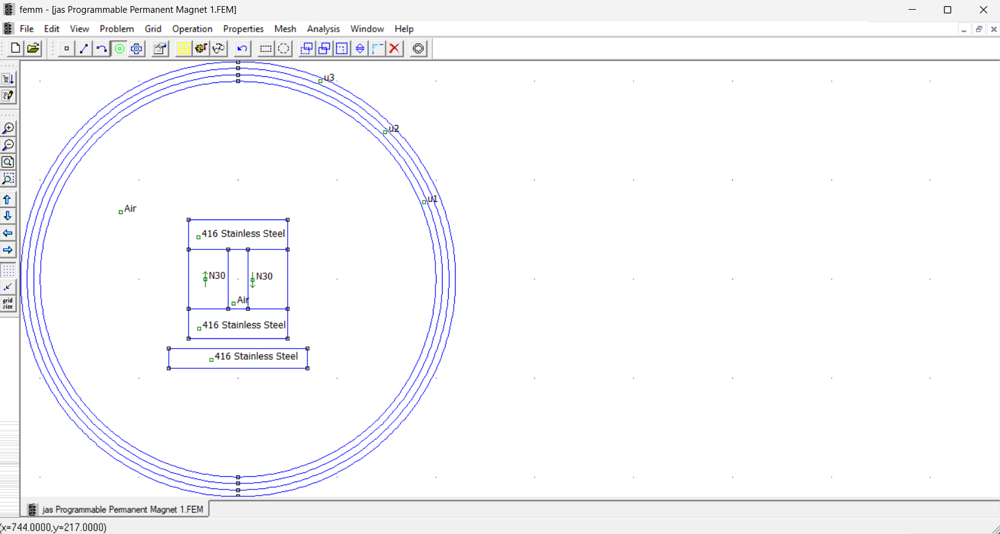 femm - [jas Programmable Permanent Magnet 1.FEM]
File Edit View Problem Grid Operation Properties Mesh Analysis Window Help
u3
u2
u1
Air
416 Stainless Steel
N30
N30
Air
416 Stainless Steel
416 Stainless Steel
grid
size
jas Programmable Permanent Magnet 1.FEM
(x=744.0000,y=217.0000)